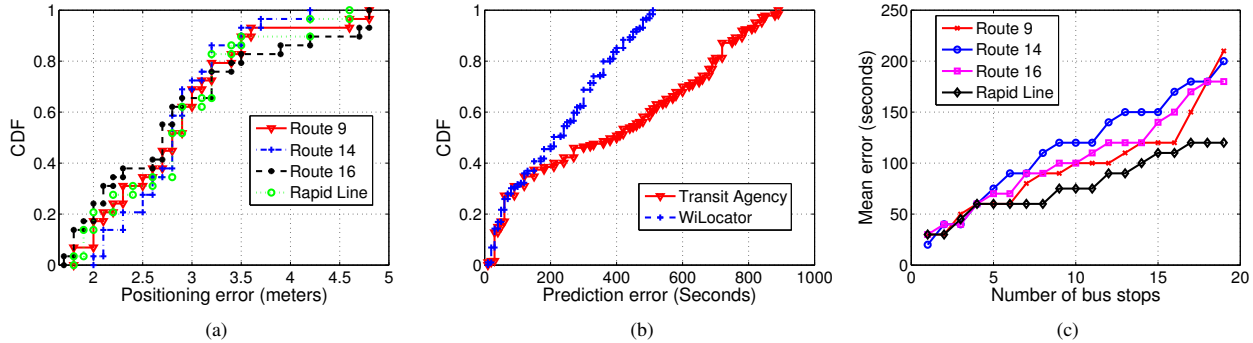 1
0.8
0.6
0.4
0.2
0
CDF
2 2.5 3 3.5 4 4.5 5
Positioning error (meters)
Route 9
Route 14
Route 16
Rapid Line
(a)
1
0.8
0.6
0.4
0.2
0
CDF
0 200 400 600 800 1000
Prediction error (Seconds)
Transit Agency
WiLocator
(b)
250
200
150
100
50
0
Mean error (seconds)
0 5 10 15 20
Number of bus stops
Route 9
Route 14
Route 16
Rapid Line
(c)